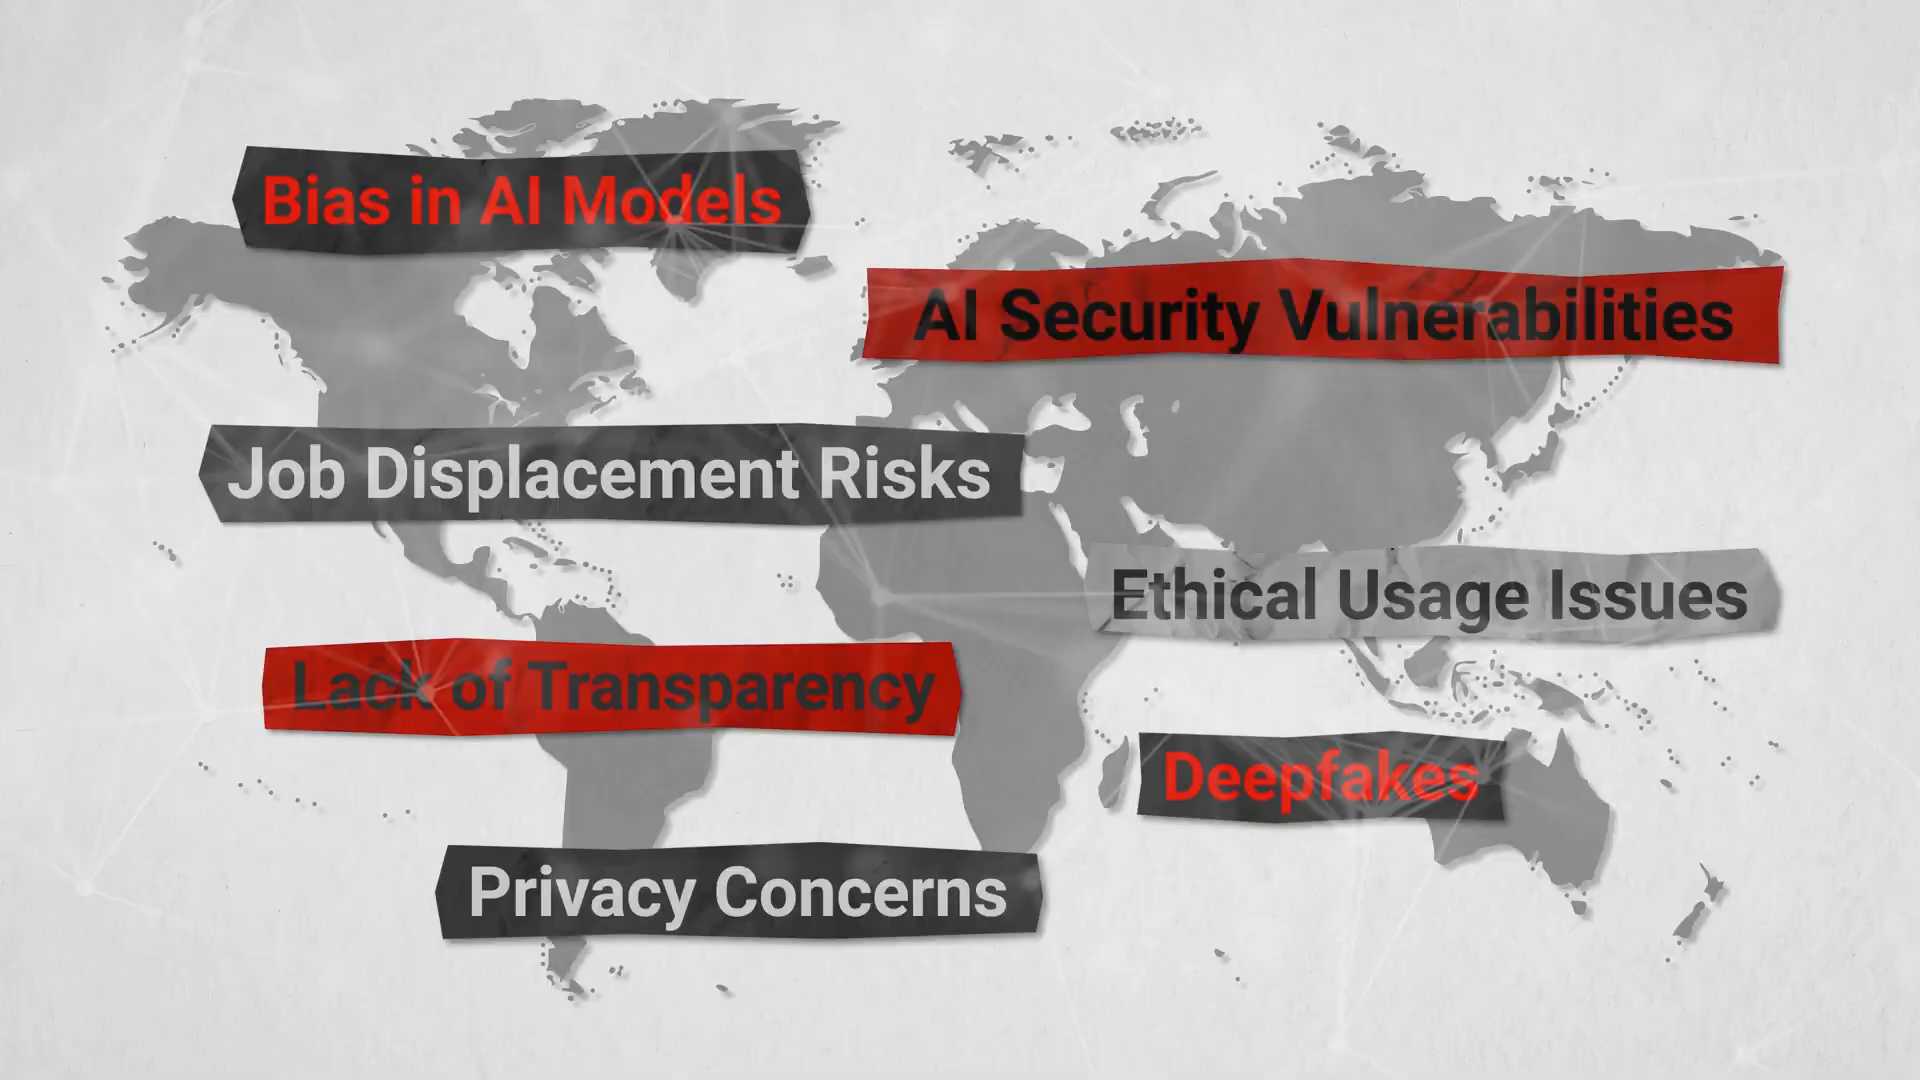 Bias in AI Models
AI Security Vulnerabilities
Job Displacement Risks
Ethical Usage Issues
Lack of Transparency
Deepfakes
Privacy Concerns